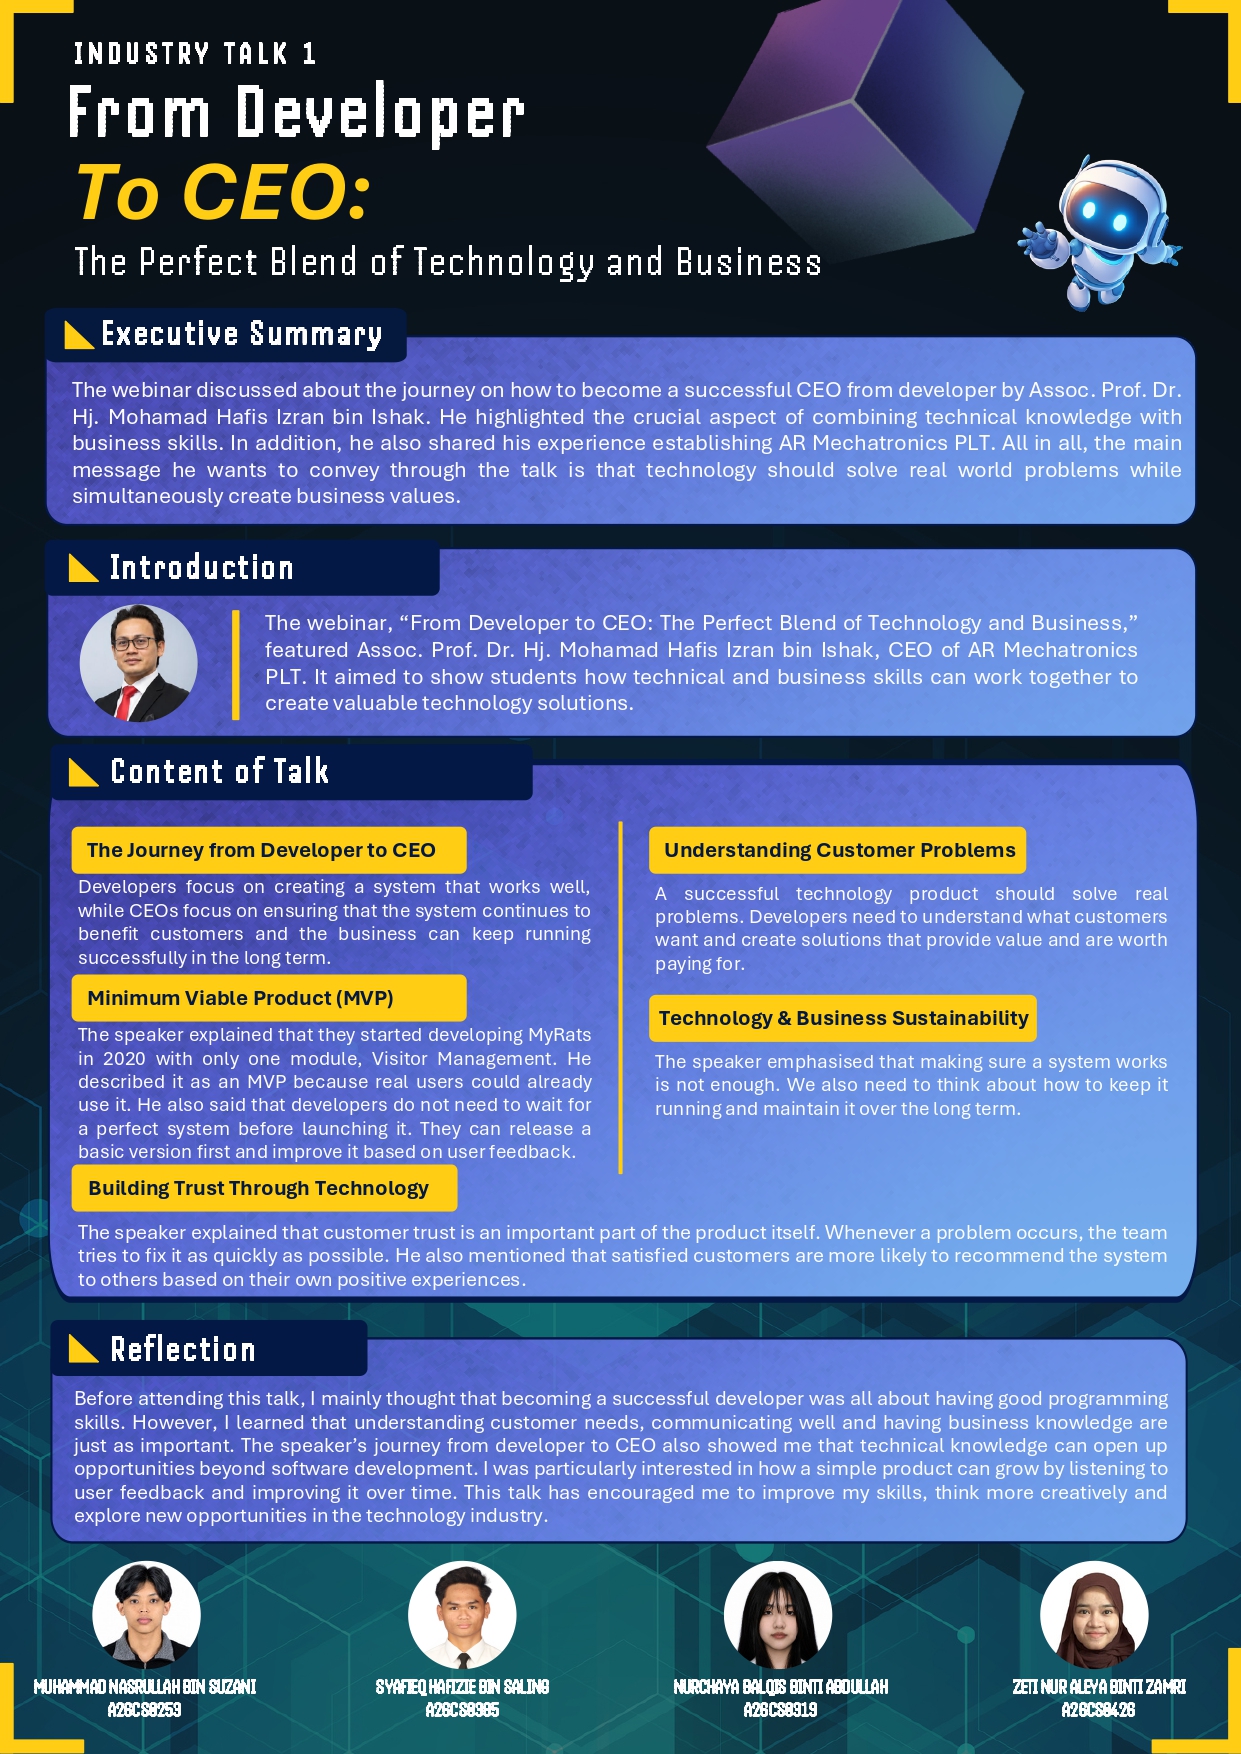 INDUSTRY TALK 1
From Developer
To CEO:
The Perfect Blend of Technology and Business
Executive Summary
The webinar discussed about the journey on how to become a successful CEO from developer by Assoc. Prof. Dr.
Hj. Mohamad Hafis Izran bin Ishak. He highlighted the crucial aspect of combining technical knowledge with
business skills. In addition, he also shared his experience establishing AR Mechatronics PLT. All in all, the main
message he wants to convey through the talk is that technology should solve real world problems while
simultaneously create business values.
Introduction
The webinar, “From Developer to CEO: The Perfect Blend of Technology and Business,”
featured Assoc. Prof. Dr. Hj. Mohamad Hafis Izran bin Ishak, CEO of AR Mechatronics
PLT. It aimed to show students how technical and business skills can work together to
create valuable technology solutions.
Content of Talk
The Journey from Developer to CEO
Developers focus on creating a system that works well,
while CEOs focus on ensuring that the system continues to
benefit customers and the business can keep running
successfully in the long term.
Minimum Viable Product (MVP)
The speaker explained that they started developing MyRats
in 2020 with only one module, Visitor Management. He
described it as an MVP because real users could already
use it. He also said that developers do not need to wait for
a perfect system before launching it. They can release a
basic version first and improve it based on user feedback.
Understanding Customer Problems
A successful technology product should solve real
problems. Developers need to understand what customers
want and create solutions that provide value and are worth
paying for.
Technology & Business Sustainability
The speaker emphasised that making sure a system works
is not enough. We also need to think about how to keep it
running and maintain it over the long term.
Building Trust Through Technology
The speaker explained that customer trust is an important part of the product itself. Whenever a problem occurs, the team
tries to fix it as quickly as possible. He also mentioned that satisfied customers are more likely to recommend the system
to others based on their own positive experiences.
Reflection
Before attending this talk, I mainly thought that becoming a successful developer was all about having good programming
skills. However, I learned that understanding customer needs, communicating well and having business knowledge are
just as important. The speaker’s journey from developer to CEO also showed me that technical knowledge can open up
opportunities beyond software development. I was particularly interested in how a simple product can grow by listening to
user feedback and improving it over time. This talk has encouraged me to improve my skills, think more creatively and
explore new opportunities in the technology industry.
MUHAMMAD NASRULLAH BIN SUZANI
SYAFIEQ HAFIZIE BIN SALING
NURCHAYA BALQIS BINTI ABDULLAH
ZETI NUR ALEYA BINTI ZAMRI